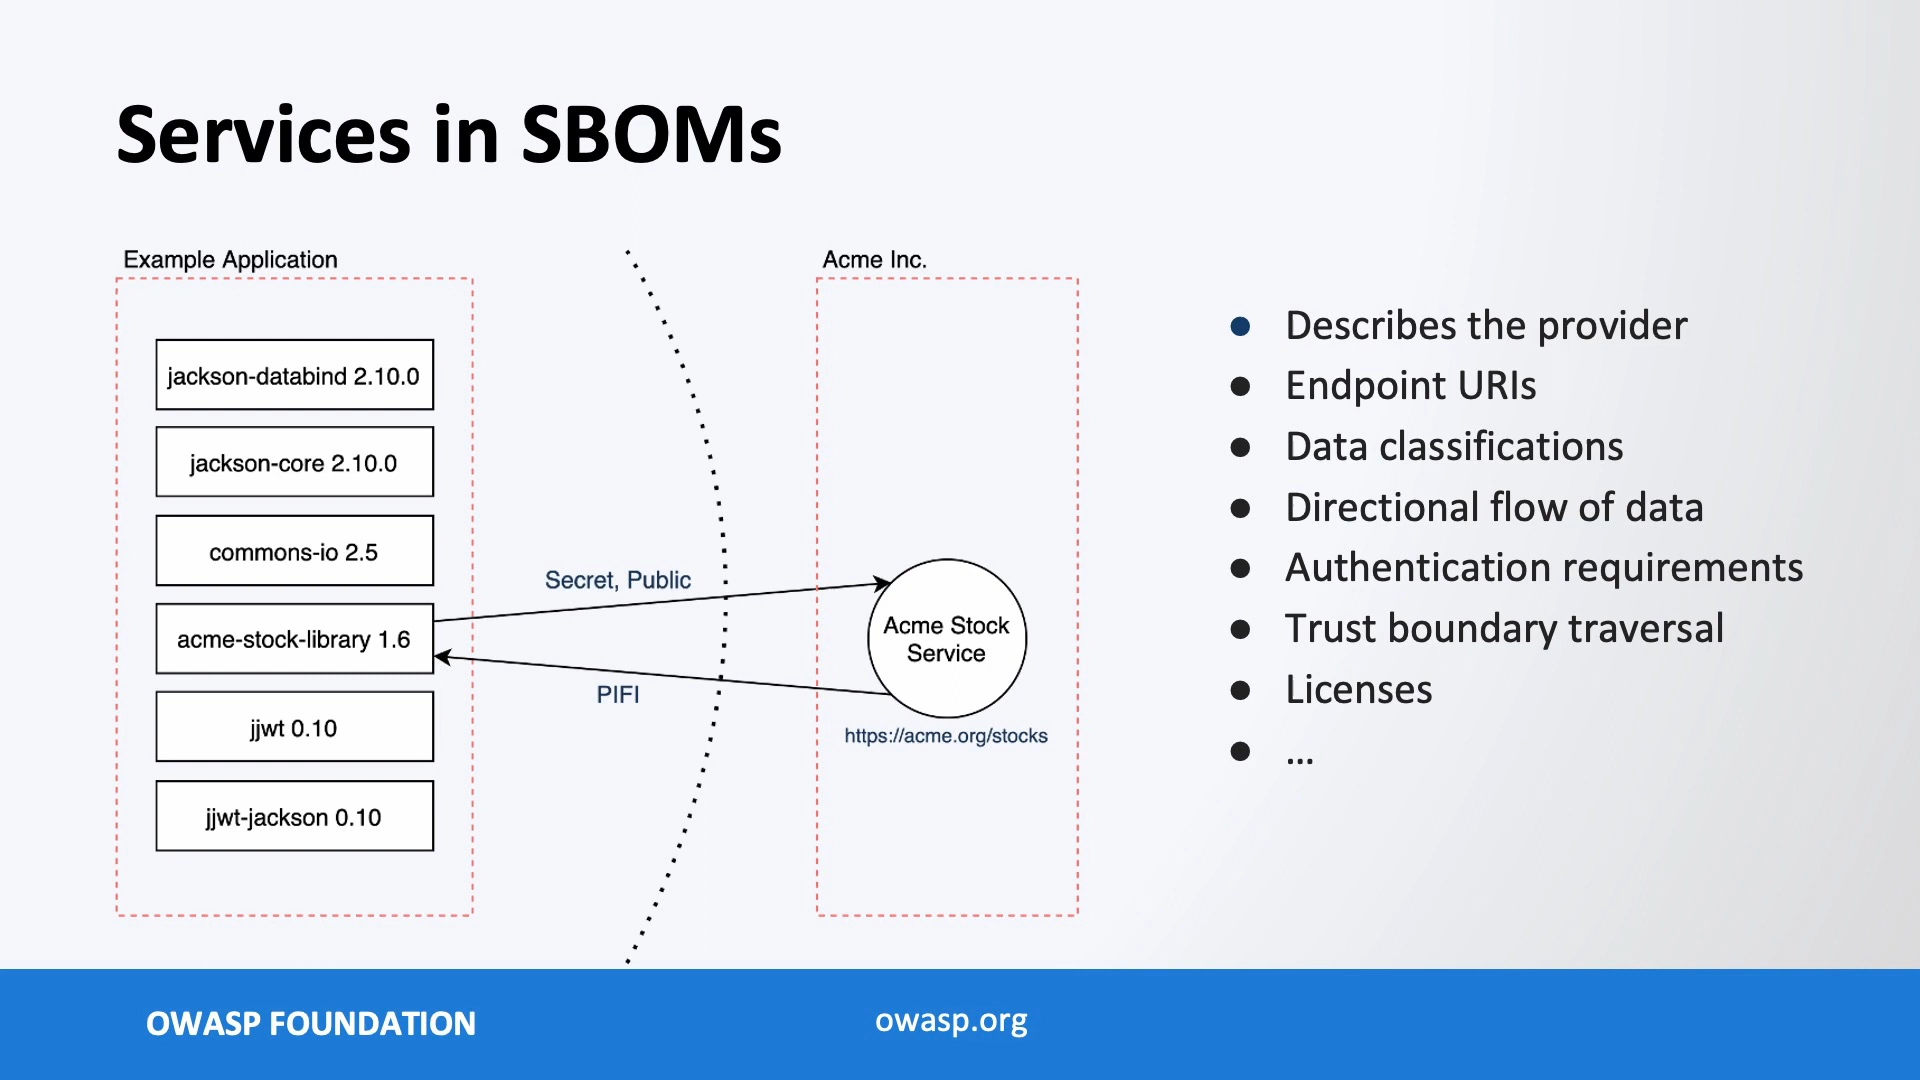 Services in SBOMs
Example Application
jackson-databind 2.10.0
jackson-core 2.10.0
commons-io 2.5
acme-stock-library 1.6
jjwt 0.10
jjwt-jackson 0.10
Secret, Public
PIFI
Acme Inc.
Acme Stock
Service
https://acme.org/stocks
● Describes the provider
● Endpoint URIs
● Data classifications
● Directional flow of data
● Authentication requirements
● Trust boundary traversal
● Licenses
● ...
OWASP FOUNDATION
owasp.org